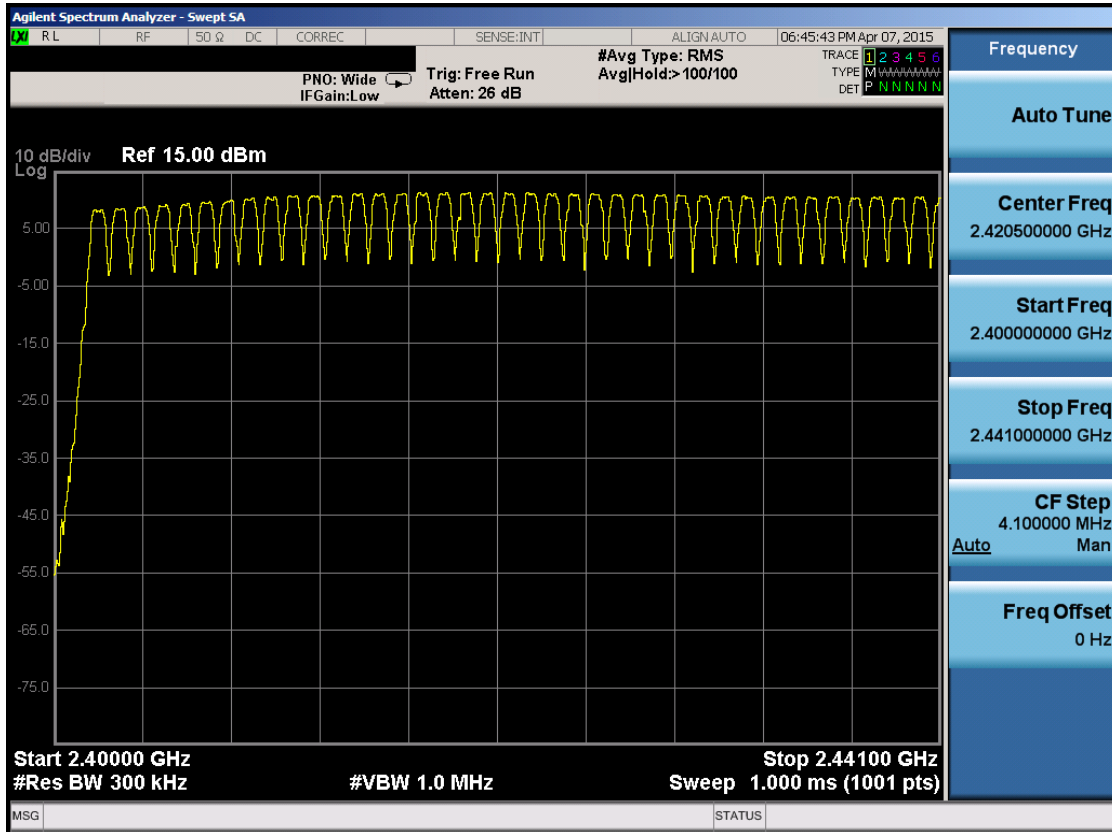 Agilent Spectrum Analyzer - Swept SA
LXI RL RF 50 Ω DC CORREC SENSE:INT ALIGN AUTO 06:45:43 PM Apr 07, 2015
#Avg Type: RMS TRACE 1 2 3 4 5 6
PNO: Wide Trig: Free Run Avg|Hold:>100/100 TYPE M WWWWW
IFGain:Low Atten: 26 dB DET P N N N N N
Frequency
Auto Tune
10 dB/div Ref 15.00 dBm
Log
5.00
-5.00
-15.0
-25.0
-35.0
-45.0
-55.0
-65.0
-75.0
Center Freq
2.420500000 GHz
Start Freq
2.400000000 GHz
Stop Freq
2.441000000 GHz
CF Step
4.100000 MHz
Auto Man
Freq Offset
0 Hz
Start 2.40000 GHz Stop 2.44100 GHz
#Res BW 300 kHz #VBW 1.0 MHz Sweep 1.000 ms (1001 pts)
MSG STATUS